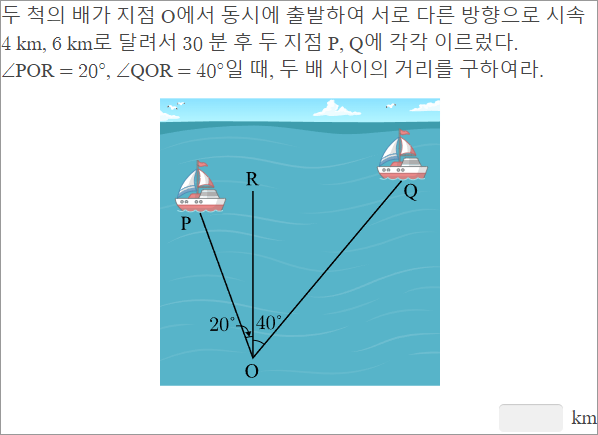 두 척의 배가 지점 O에서 동시에 출발하여 서로 다른 방향으로 시속
4 km, 6 km로 달려서 30 분 후 두 지점 P, Q에 각각 이르렀다.
∠POR = 20°, ∠QOR = 40°일 때, 두 배 사이의 거리를 구하여라.
R
Q
P
20° 40°
O
km